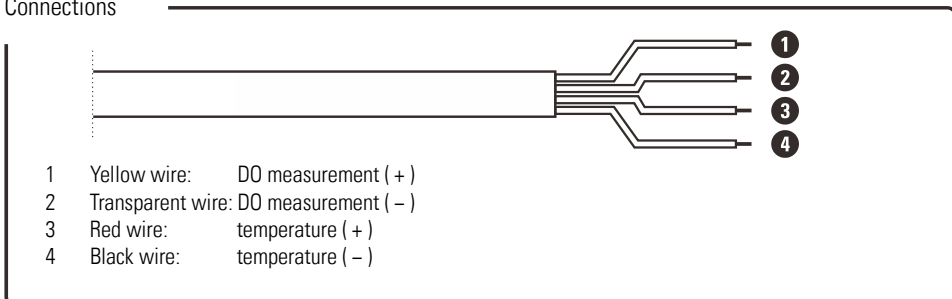 Connections
1
2
3
4
1 Yellow wire: DO measurement ( + )
2 Transparent wire: DO measurement ( – )
3 Red wire: temperature ( + )
4 Black wire: temperature ( – )